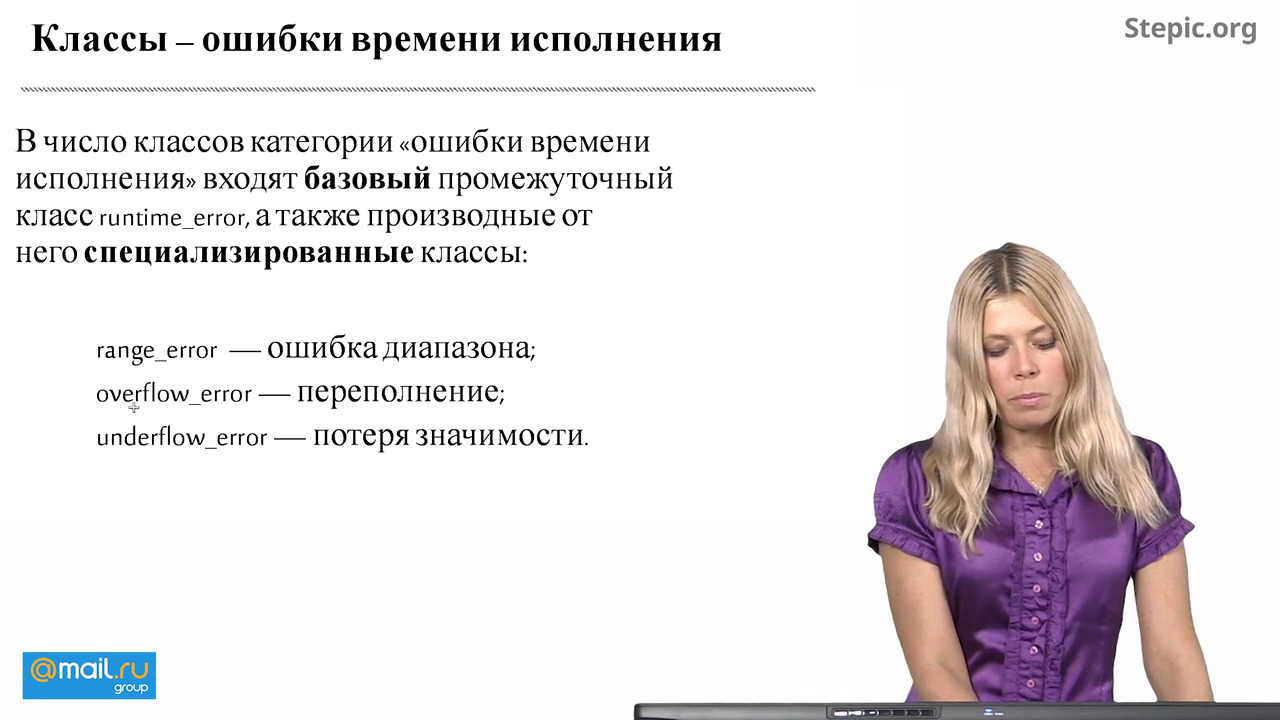 Классы – ошибки времени исполнения
Stepic.org
В число классов категории «ошибки времени
исполнения» входят базовый промежуточный
класс runtime_error, а также производные от
него специализированные классы:
range_error — ошибка диапазона;
overflow_error — переполнение;
underflow_error — потеря значимости.
@mail.ru
group